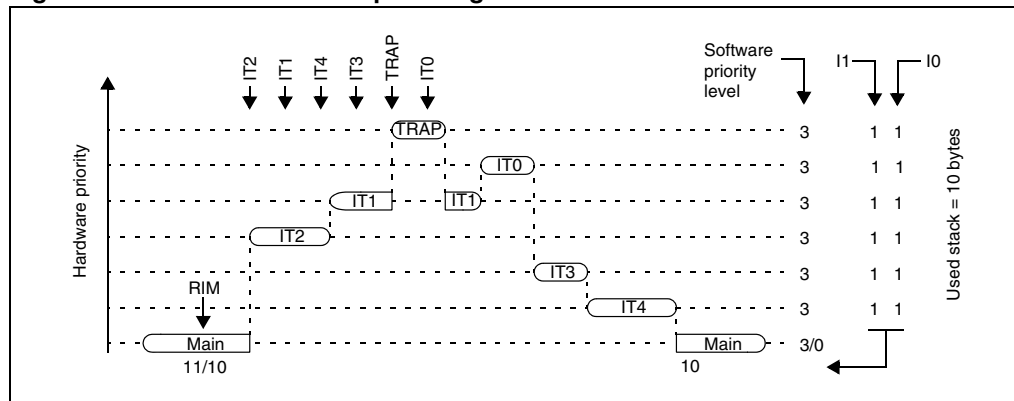 IT2
IT1
IT4
IT3
TRAP
IT0
Software
priority
level
I1
I0
Hardware priority
TRAP
3
1 1
IT0
3
1 1
IT1
IT1
3
1 1
IT2
3
1 1
IT3
3
1 1
RIM
IT4
3
1 1
Main
Main
3/0
11/10
10
Used stack = 10 bytes